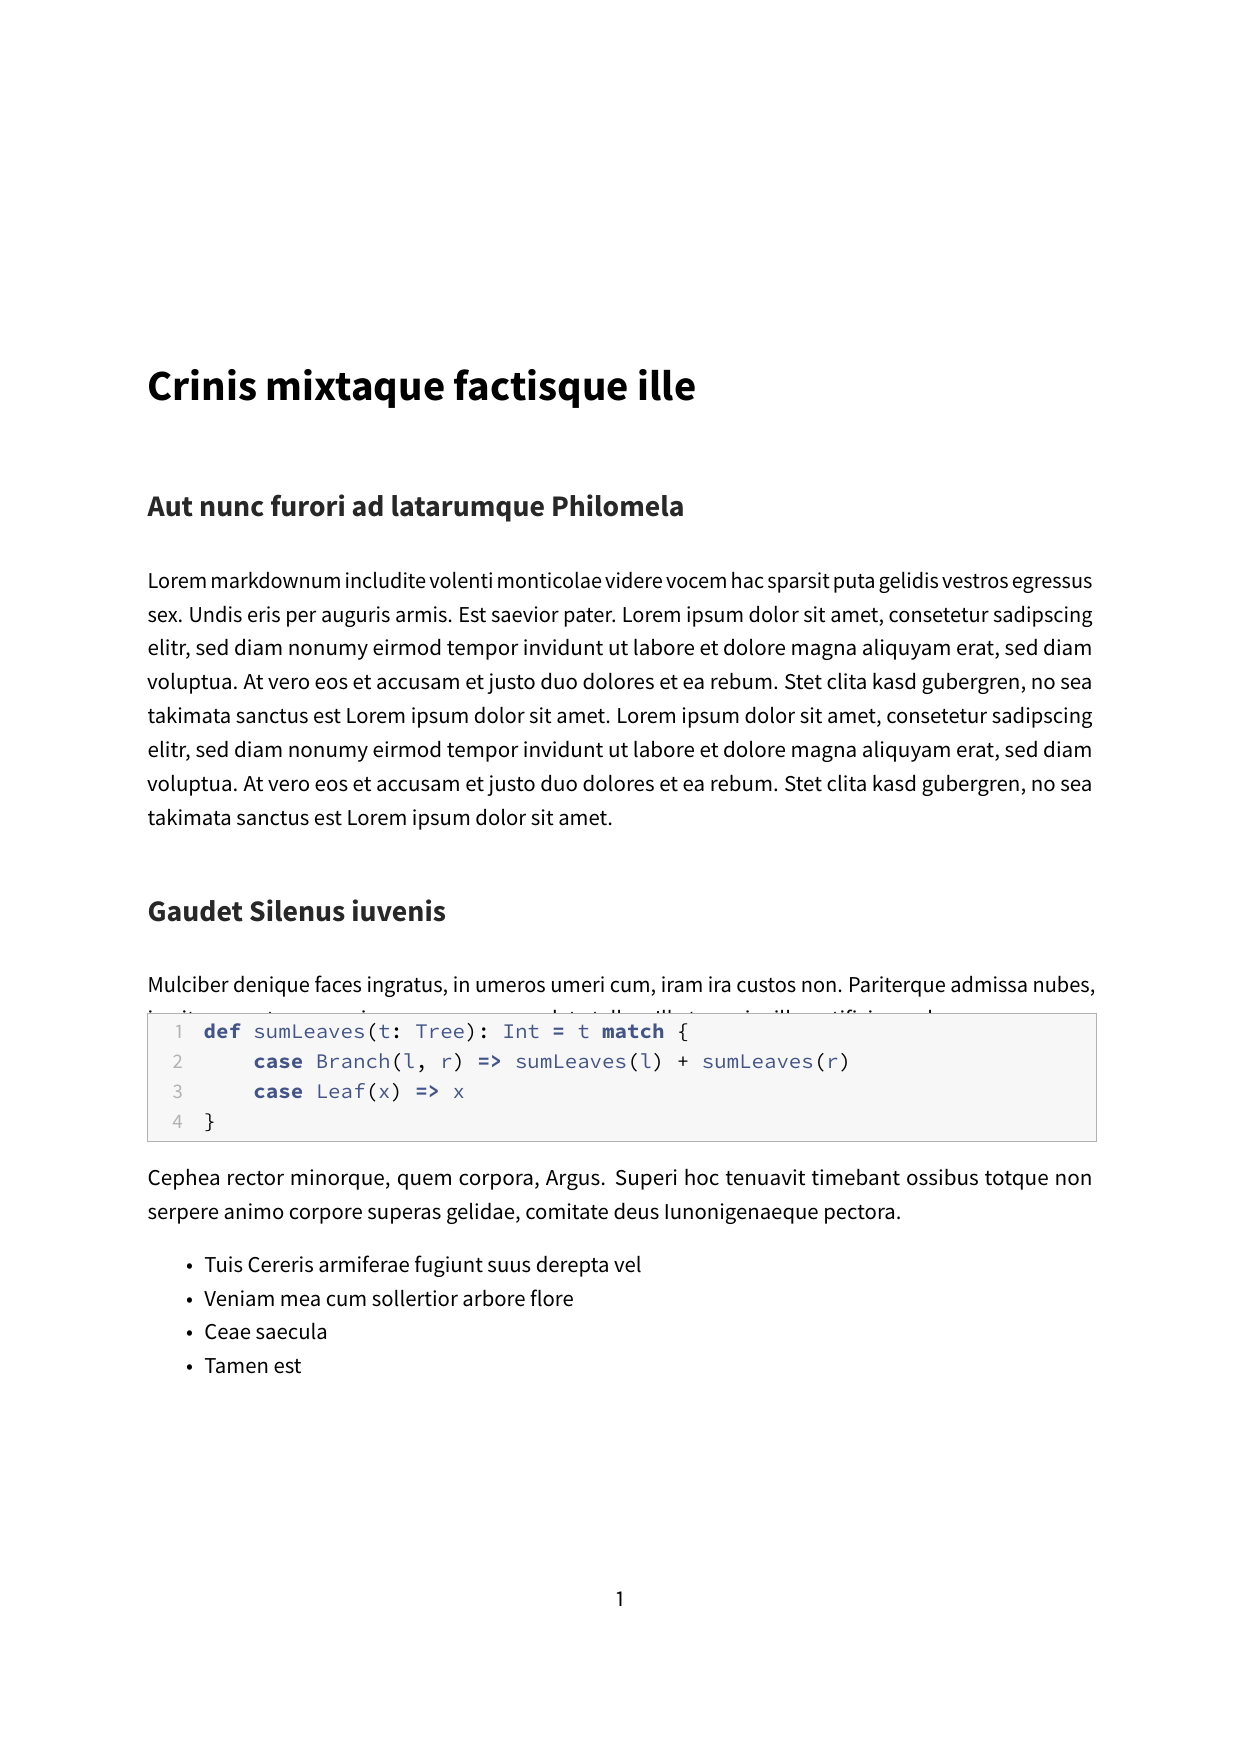 Crinis mixtaque factisque ille
Aut nunc furori ad latarumque Philomela
Lorem markdownum includite volenti monticolae videre vocem hac sparsit puta gelidis vestros egressus
sex. Undis eris per auguris armis. Est saevior pater. Lorem ipsum dolor sit amet, consetetur sadipscing
elitr, sed diam nonumy eirmod tempor invidunt ut labore et dolore magna aliquyam erat, sed diam
voluptua. At vero eos et accusam et justo duo dolores et ea rebum. Stet clita kasd gubergren, no sea
takimata sanctus est Lorem ipsum dolor sit amet. Lorem ipsum dolor sit amet, consetetur sadipscing
elitr, sed diam nonumy eirmod tempor invidunt ut labore et dolore magna aliquyam erat, sed diam
voluptua. At vero eos et accusam et justo duo dolores et ea rebum. Stet clita kasd gubergren, no sea
takimata sanctus est Lorem ipsum dolor sit amet.
Gaudet Silenus iuvenis
Mulciber denique faces ingratus, in umeros umeri cum, iram ira custos non. Pariterque admissa nubes,
1 def sumLeaves(t: Tree): Int = t match {
2     case Branch(l, r) => sumLeaves(l) + sumLeaves(r)
3     case Leaf(x) => x
4 }
Cephea rector minorque, quem corpora, Argus. Superi hoc tenuavit timebant ossibus totque non
serpere animo corpore superas gelidae, comitate deus Iunonigenaeque pectora.
• Tuis Cereris armiferae fugiunt suus derepta vel
• Veniam mea cum sollertior arbore flore
• Ceae saecula
• Tamen est
1